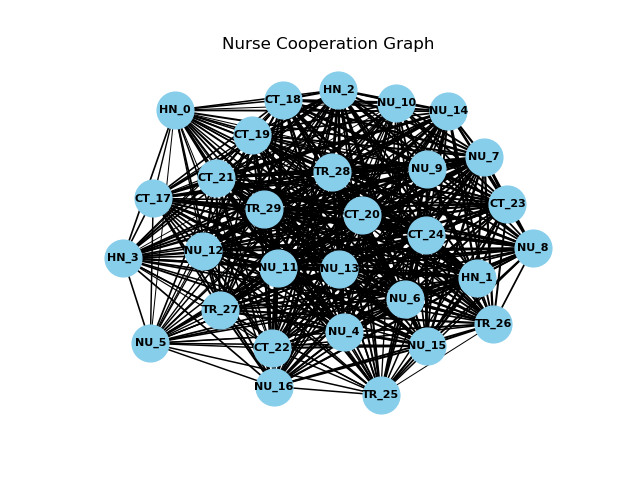 Nurse Cooperation Graph
HN_2
CT_18
NU_10
HN_0
NU_14
CT_19
NU_7
NU_9
TR_28
CT_21
CT_17
CT_23
TR_29
CT_20
CT_24
NU_8
NU_12
HN_3
NU_11
NU_13
HN_1
NU_6
TR_27
TR_26
NU_4
NU_5
NU_15
CT_22
NU_16
TR_25